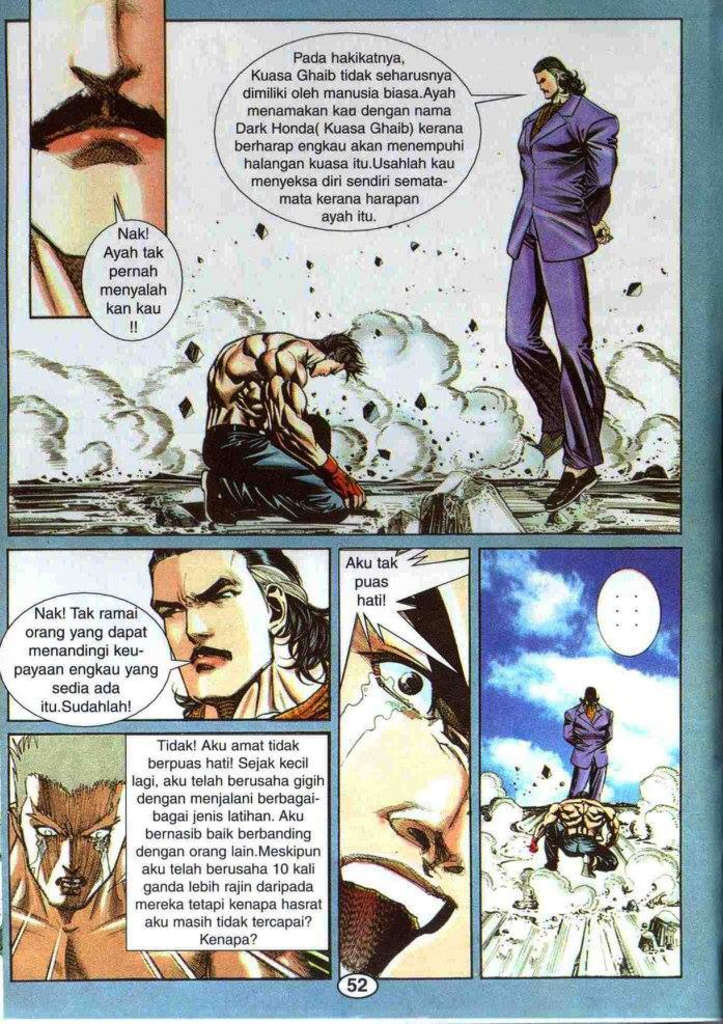 Nak!
Ayah tak
pernah
menyalah
kan kau
!!
Pada hakikatnya,
Kuasa Ghaib tidak seharusnya
dimiliki oleh manusia biasa.Ayah
menamakan kau dengan nama
Dark Honda( Kuasa Ghaib) kerana
berharap engkau akan menempuhi
halangan kuasa itu.Usahlah kau
menyeksa diri sendiri semata-
mata kerana harapan
ayah itu.
Nak! Tak ramai
orang yang dapat
menandingi keu-
payaan engkau yang
sedia ada
itu.Sudahlah!
Tidak! Aku amat tidak
berpuas hati! Sejak kecil
lagi, aku telah berusaha gigih
dengan menjalani berbagai-
bagai jenis latihan. Aku
bernasib baik berbanding
dengan orang lain.Meskipun
aku telah berusaha 10 kali
ganda lebih rajin daripada
mereka tetapi kenapa hasrat
aku masih tidak tercapai?
Kenapa?
Aku tak
puas
hati!
......
52